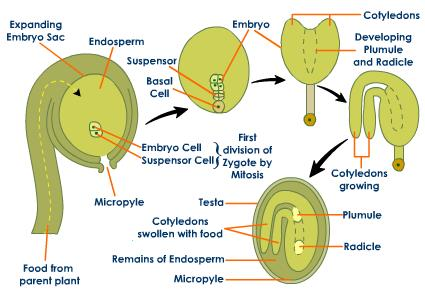 Expanding
Embryo Sac
Endosperm
Embryo Cell
Suspensor Cell
First
division of
Zygote by
Mitosis
Micropyle
Food from
parent plant
Suspensor
Basal
Cell
Embryo
Cotyledons
Developing
Plumule
and Radicle
Cotyledons
growing
Testa
Cotyledons
swollen with food
Remains of Endosperm
Micropyle
Plumule
Radicle